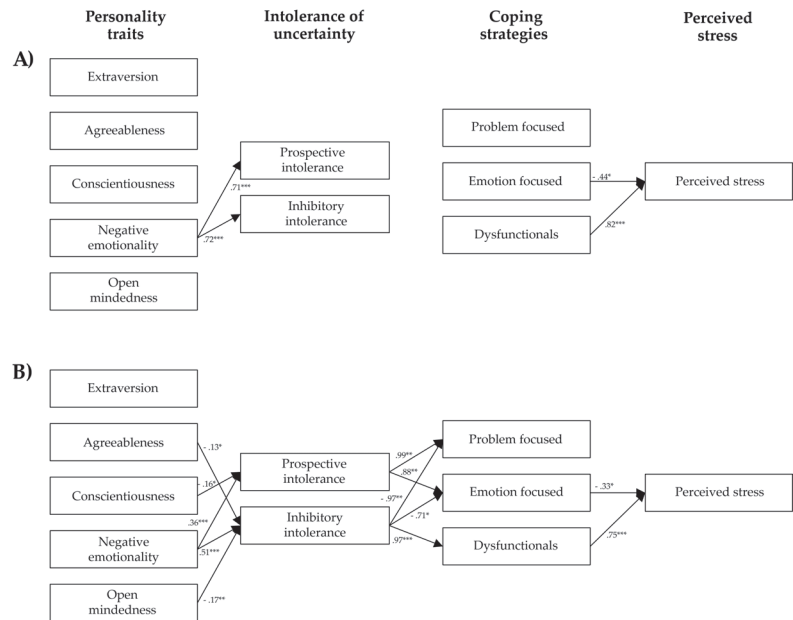 Personality
traits
Intolerance of
uncertainty
Coping
strategies
Perceived
stress
A)
Extraversion
Agreeableness
Conscientiousness
Negative
emotionality
Open
mindedness
.71***
.72***
Prospective
intolerance
Inhibitory
intolerance
Problem focused
Emotion focused
Dysfunctionals
- .44*
.82***
Perceived stress
B)
Extraversion
Agreeableness
Conscientiousness
Negative
emotionality
Open
mindedness
- .13*
- .16*
.36***
.51***
- .17**
Prospective
intolerance
Inhibitory
intolerance
.99**
.88**
- .97**
- .71*
.97***
Problem focused
Emotion focused
Dysfunctionals
- .33*
.75***
Perceived stress